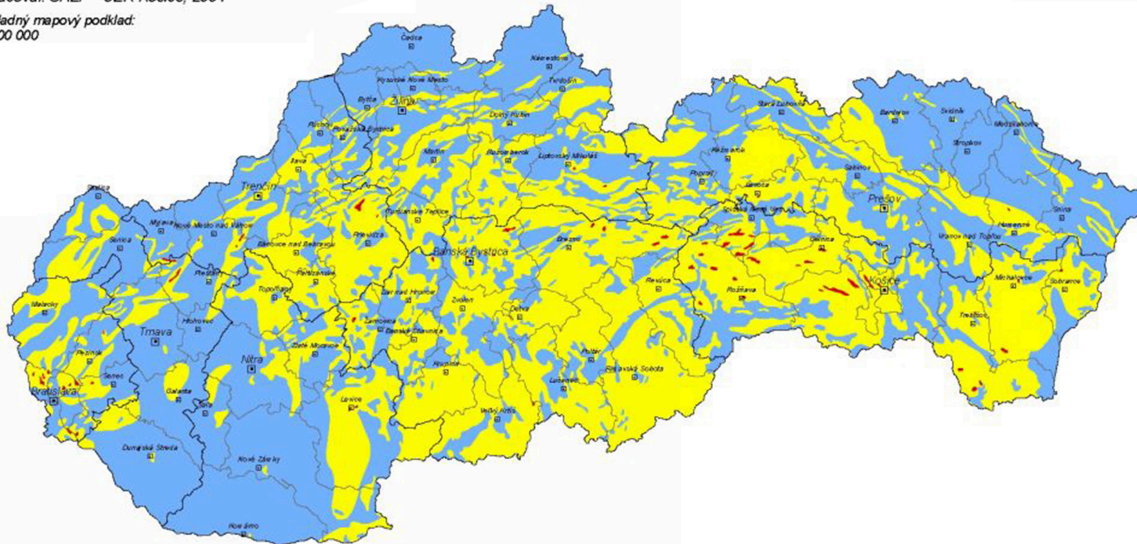 ladný mapový podklad:
00 000
Čadca
Námestovo
Kysucké Nové Mesto
Tvrdošín
Bytča
Žilina
Dolný Kubín
Stará Ľubovňa
Bardejov
Svidník
Medzilaborce
Púchov
Považská Bystrica
Stropkov
Martin
Ružomberok
Liptovský Mikuláš
Kežmarok
Ilava
Poprad
Sabinov
Trenčín
Levoča
Prešov
Skalica
Turčianske Teplice
Spišská Nová Ves
Snina
Myjava
Nové Mesto nad Váhom
Humenné
Senica
Prievidza
Brezno
Gelnica
Vranov nad Topľou
Bánovce nad Bebravou
Banská Bystrica
Piešťany
Partizánske
Revúca
Košice
Michalovce
Sobrance
Malacky
Topoľčany
Žiar nad Hronom
Zvolen
Rožňava
Hlohovec
Žarnovica
Detva
Trebišov
Trnava
Banská Štiavnica
Pezinok
Zlaté Moravce
Poltár
Nitra
Krupina
Rimavská Sobota
Senec
Lučenec
Bratislava
Galanta
Levice
Šaľa
Veľký Krtíš
Dunajská Streda
Nové Zámky
Komárno